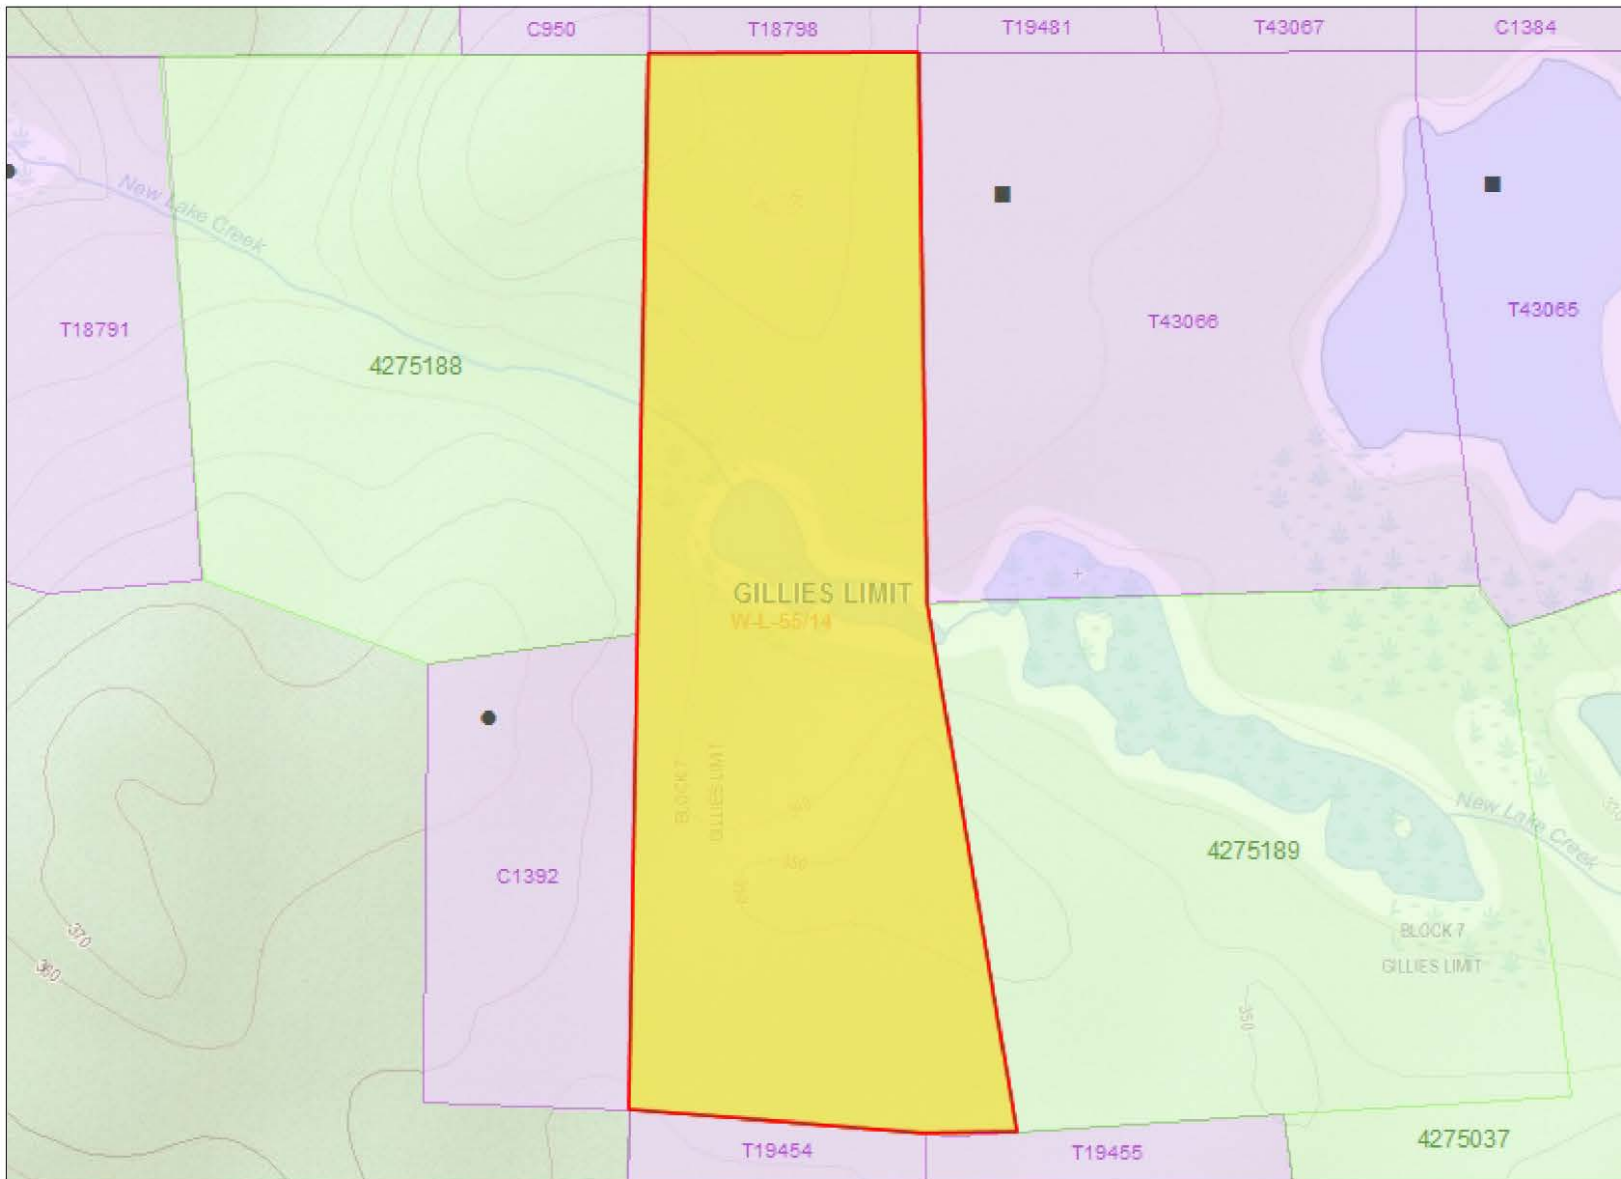 C950
T18798
T19481
T43067
C1384
New Lake Creek
T18791
4275188
T43066
T43065
GILLIES LIMIT
W-L-55/14
BLOCK 7
GILLIES LIMIT
350
C1392
4275189
New Lake Creek
BLOCK 7
GILLIES LIMIT
370
360
350
T19454
T19455
4275037